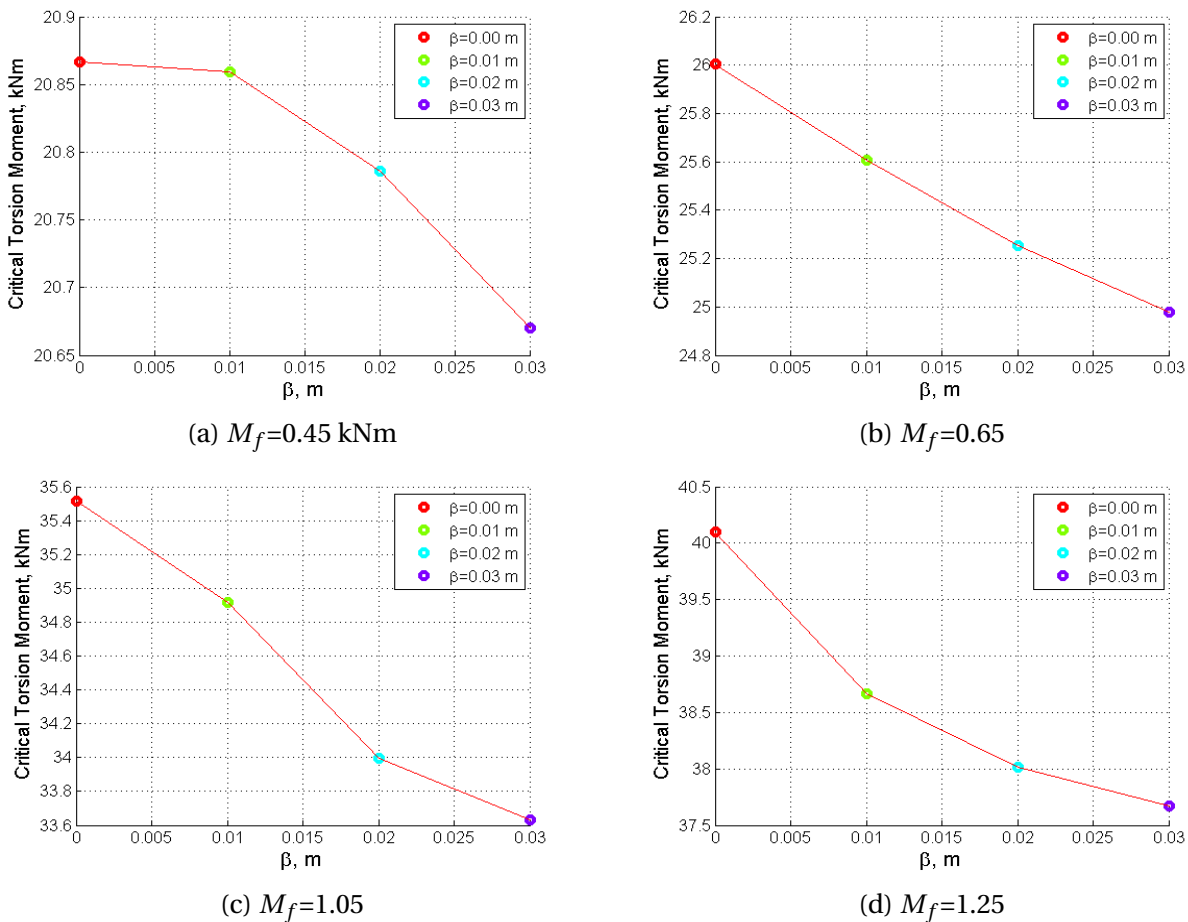 20.9
20.85
20.8
20.75
20.7
20.65
Critical Torsion Moment, kNm
β=0.00 m
β=0.01 m
β=0.02 m
β=0.03 m
0 0.005 0.01 0.015 0.02 0.025 0.03
β, m
(a) M_f=0.45 kNm
26.2
26
25.8
25.6
25.4
25.2
25
24.8
Critical Torsion Moment, kNm
β=0.00 m
β=0.01 m
β=0.02 m
β=0.03 m
0 0.005 0.01 0.015 0.02 0.025 0.03
β, m
(b) M_f=0.65
35.6
35.4
35.2
35
34.8
34.6
34.4
34.2
34
33.8
33.6
Critical Torsion Moment, kNm
β=0.00 m
β=0.01 m
β=0.02 m
β=0.03 m
0 0.005 0.01 0.015 0.02 0.025 0.03
β, m
(c) M_f=1.05
40.5
40
39.5
39
38.5
38
37.5
Critical Torsion Moment, kNm
β=0.00 m
β=0.01 m
β=0.02 m
β=0.03 m
0 0.005 0.01 0.015 0.02 0.025 0.03
β, m
(d) M_f=1.25